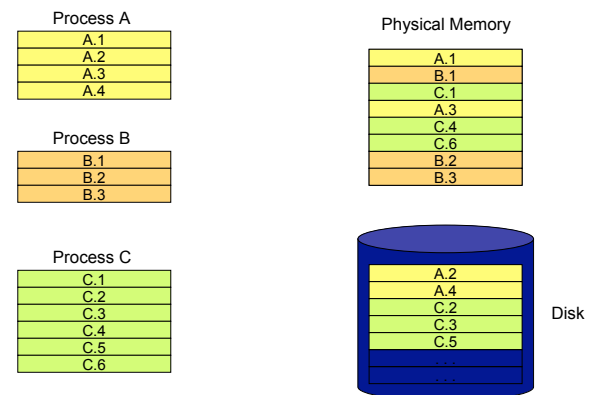 Process A
A.1
A.2
A.3
A.4
Process B
B.1
B.2
B.3
Process C
C.1
C.2
C.3
C.4
C.5
C.6
Physical Memory
A.1
B.1
C.1
A.3
C.4
C.6
B.2
B.3
A.2
A.4
C.2
C.3
C.5
. . .
. . .
Disk